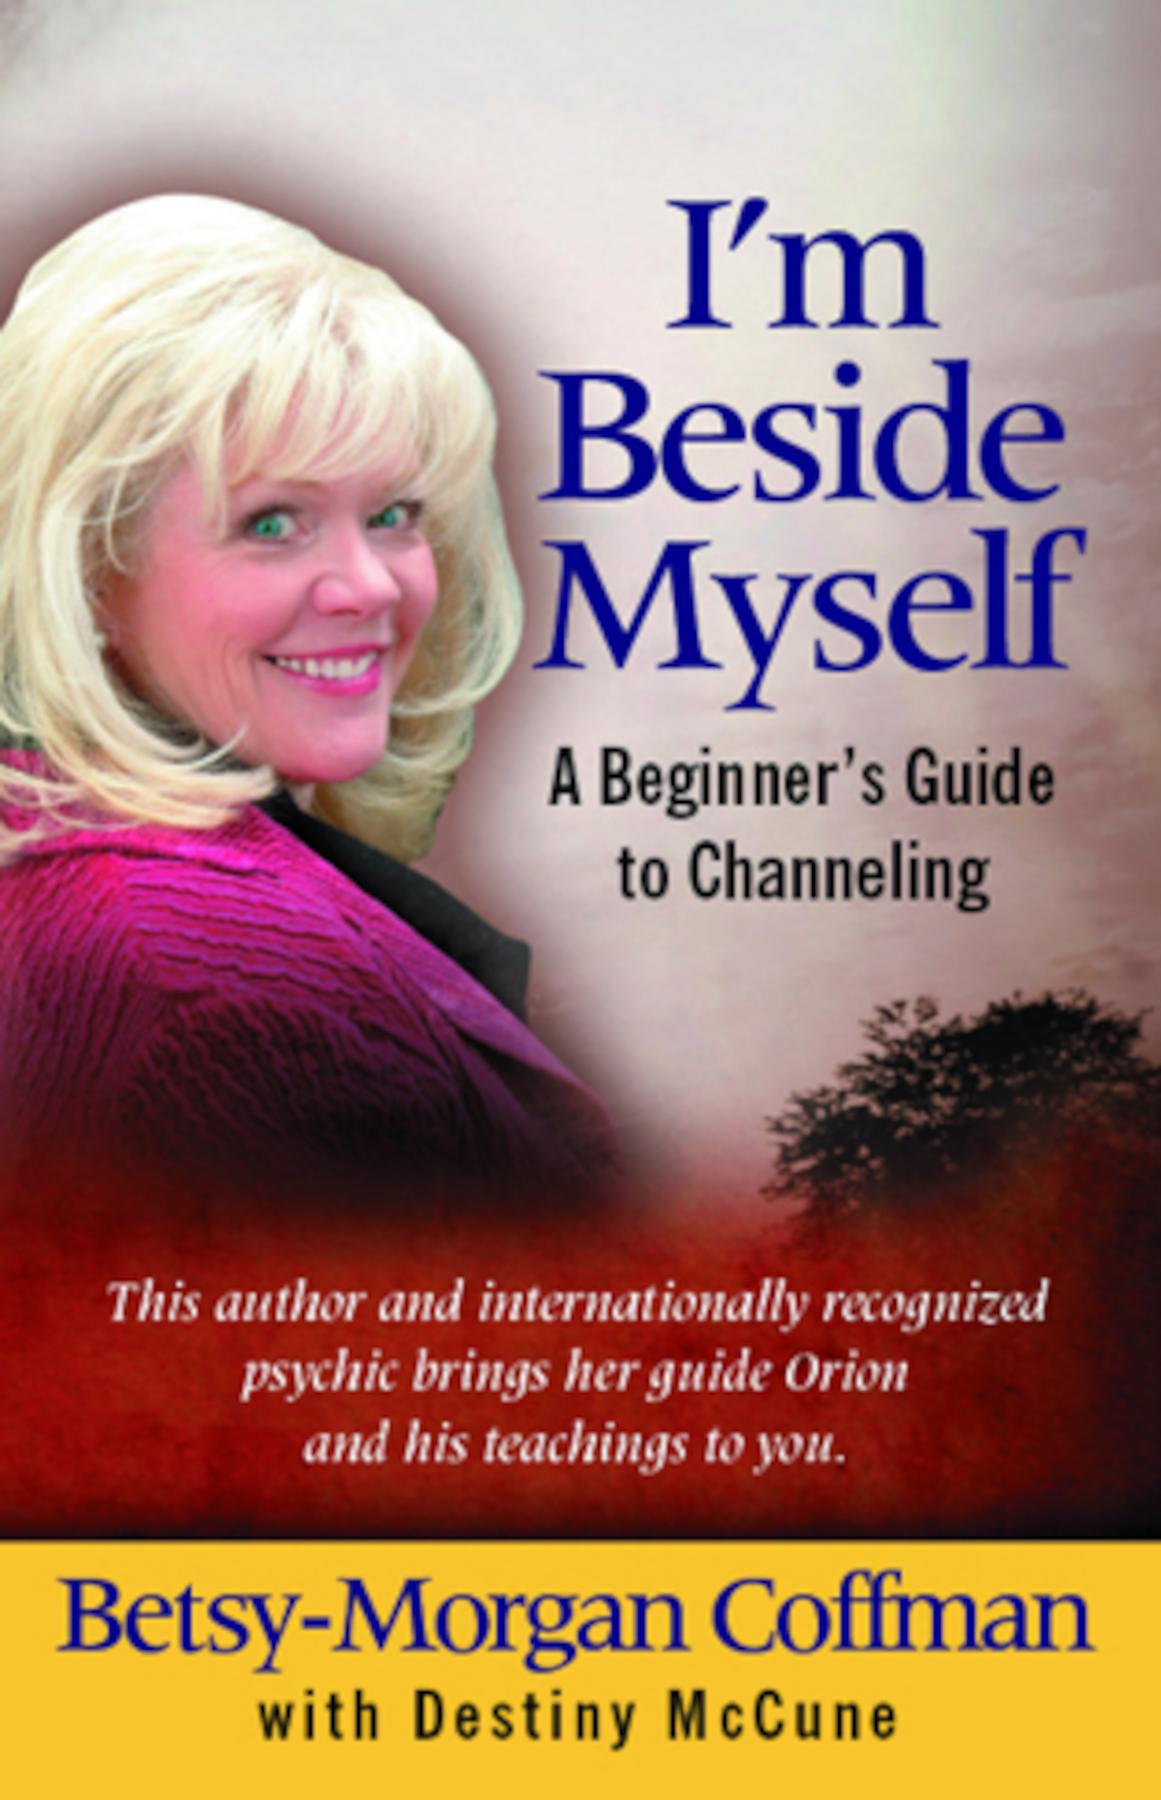 I'm
Beside
Myself
A Beginner's Guide
to Channeling
This author and internationally recognized
psychic brings her guide Orion
and his teachings to you.
Betsy-Morgan Coffman
with Destiny McCune